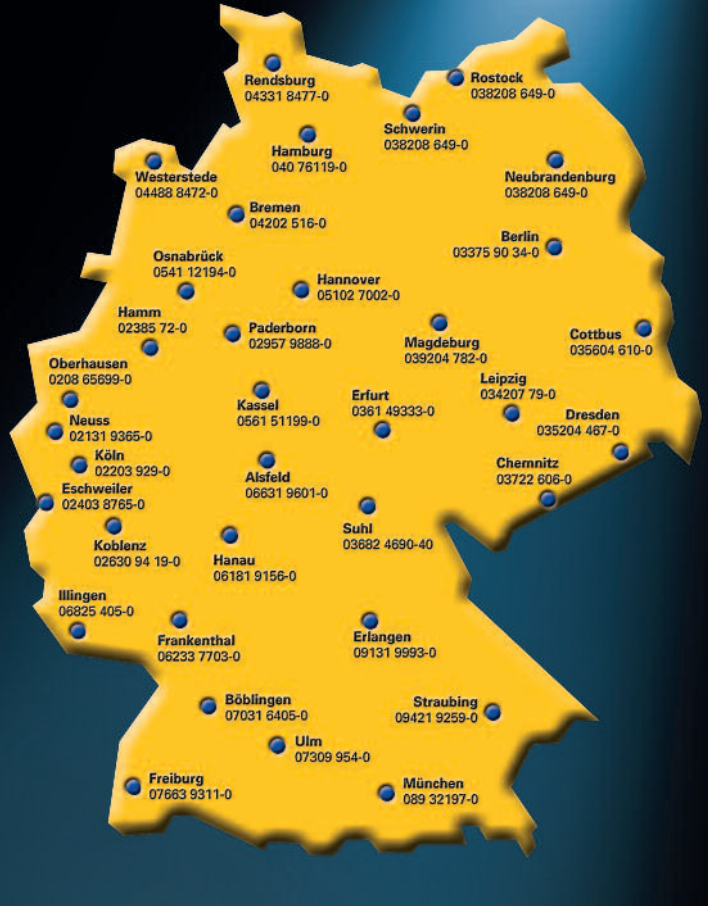 Rendsburg
04331 8477-0
Rostock
038208 649-0
Schwerin
038208 649-0
Hamburg
040 76119-0
Westerstede
04488 8472-0
Neubrandenburg
038208 649-0
Bremen
04202 516-0
Berlin
03375 90 34-0
Osnabrück
0541 12194-0
Hannover
05102 7002-0
Hamm
02385 72-0
Paderborn
02957 9888-0
Magdeburg
039204 782-0
Cottbus
035604 610-0
Oberhausen
0208 65699-0
Kassel
0561 51199-0
Erfurt
0361 49333-0
Leipzig
034207 79-0
Dresden
035204 467-0
Neuss
02131 9365-0
Köln
02203 929-0
Alsfeld
06631 9601-0
Chemnitz
03722 606-0
Eschweiler
02403 8765-0
Suhl
03682 4690-40
Koblenz
02630 94 19-0
Hanau
06181 9156-0
Illingen
06825 405-0
Frankenthal
06233 7703-0
Erlangen
09131 9993-0
Böblingen
07031 6405-0
Straubing
09421 9259-0
Ulm
07309 954-0
Freiburg
07663 9311-0
München
089 32197-0